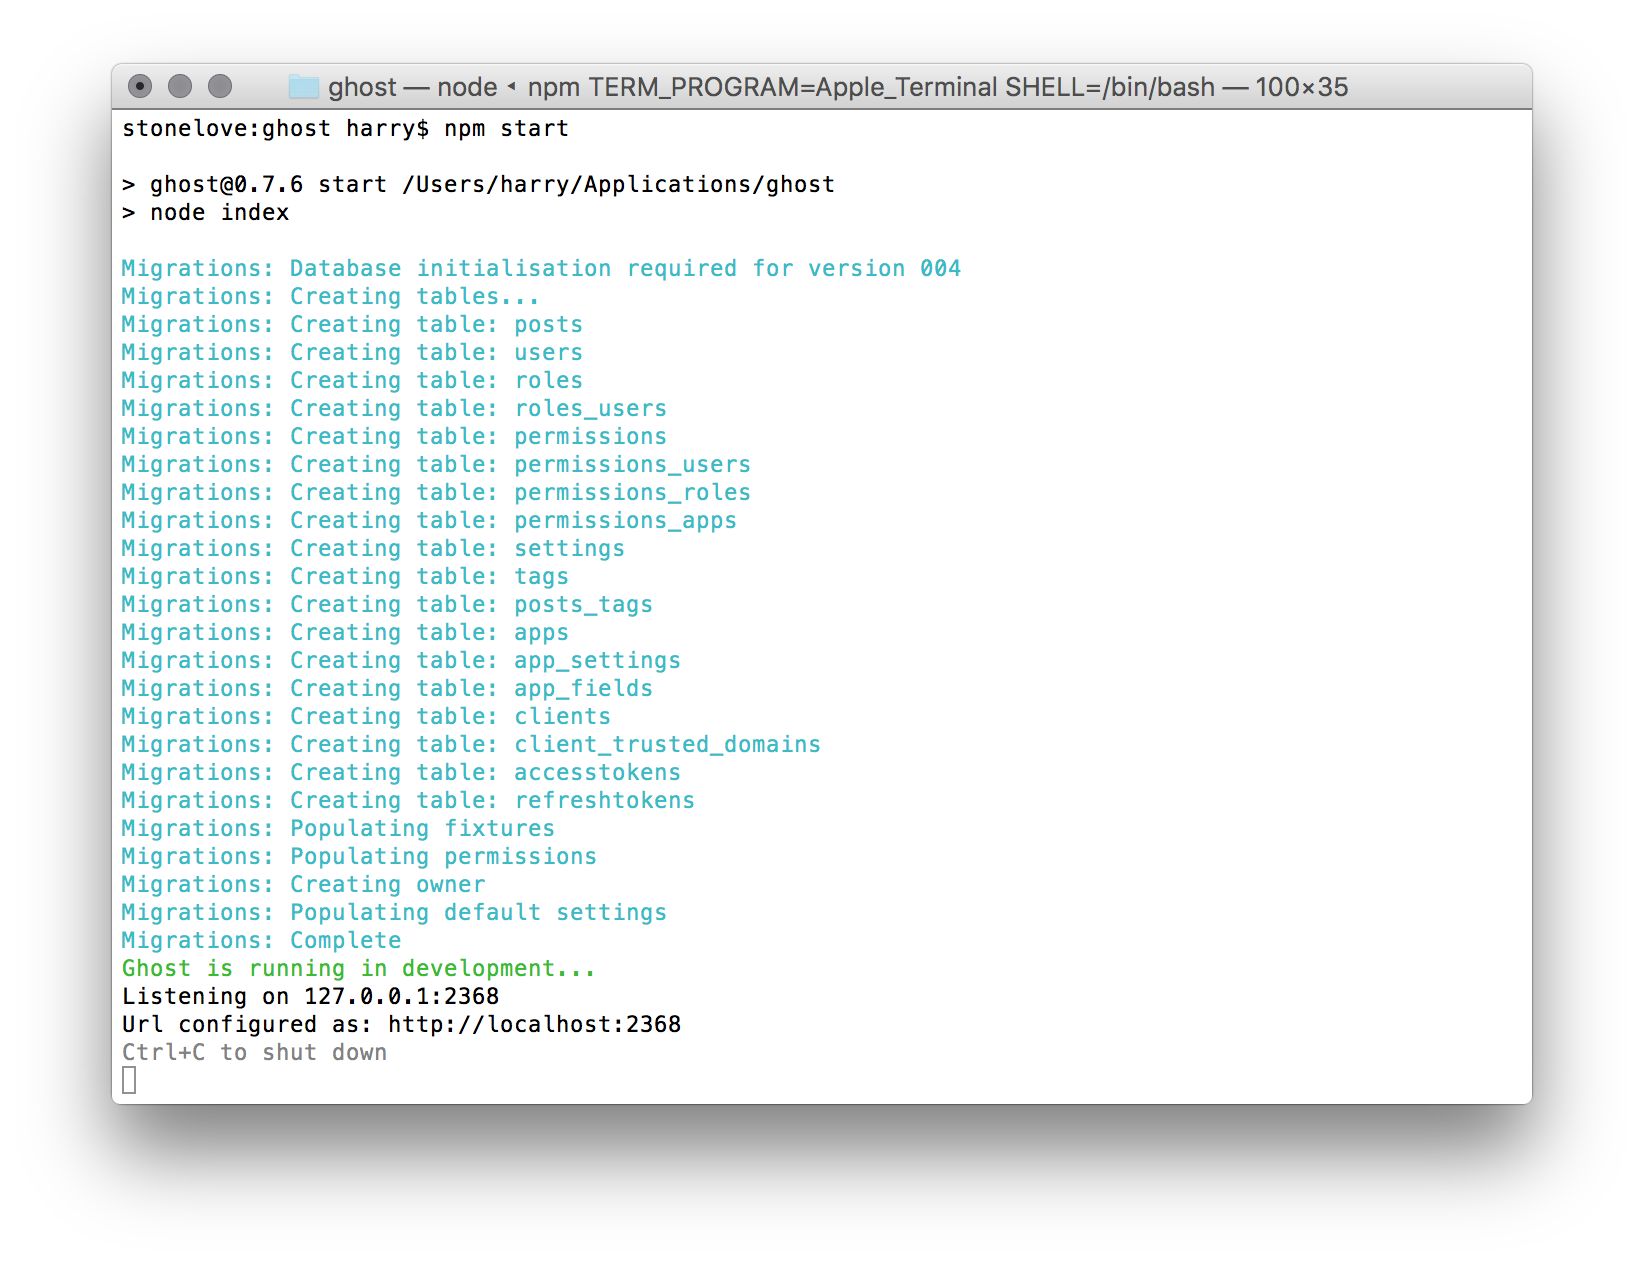 ghost — node ◂ npm TERM_PROGRAM=Apple_Terminal SHELL=/bin/bash — 100×35
stonelove:ghost harry$ npm start
> ghost@0.7.6 start /Users/harry/Applications/ghost
> node index
Migrations: Database initialisation required for version 004
Migrations: Creating tables...
Migrations: Creating table: posts
Migrations: Creating table: users
Migrations: Creating table: roles
Migrations: Creating table: roles_users
Migrations: Creating table: permissions
Migrations: Creating table: permissions_users
Migrations: Creating table: permissions_roles
Migrations: Creating table: permissions_apps
Migrations: Creating table: settings
Migrations: Creating table: tags
Migrations: Creating table: posts_tags
Migrations: Creating table: apps
Migrations: Creating table: app_settings
Migrations: Creating table: app_fields
Migrations: Creating table: clients
Migrations: Creating table: client_trusted_domains
Migrations: Creating table: accesstokens
Migrations: Creating table: refreshtokens
Migrations: Populating fixtures
Migrations: Populating permissions
Migrations: Creating owner
Migrations: Populating default settings
Migrations: Complete
Ghost is running in development...
Listening on 127.0.0.1:2368
Url configured as: http://localhost:2368
Ctrl+C to shut down